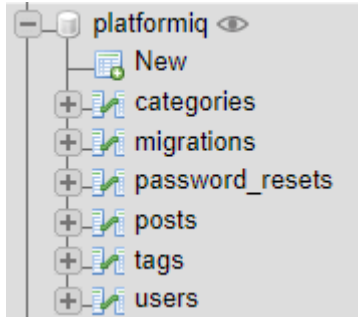 platformiq
New
categories
migrations
password_resets
posts
tags
users